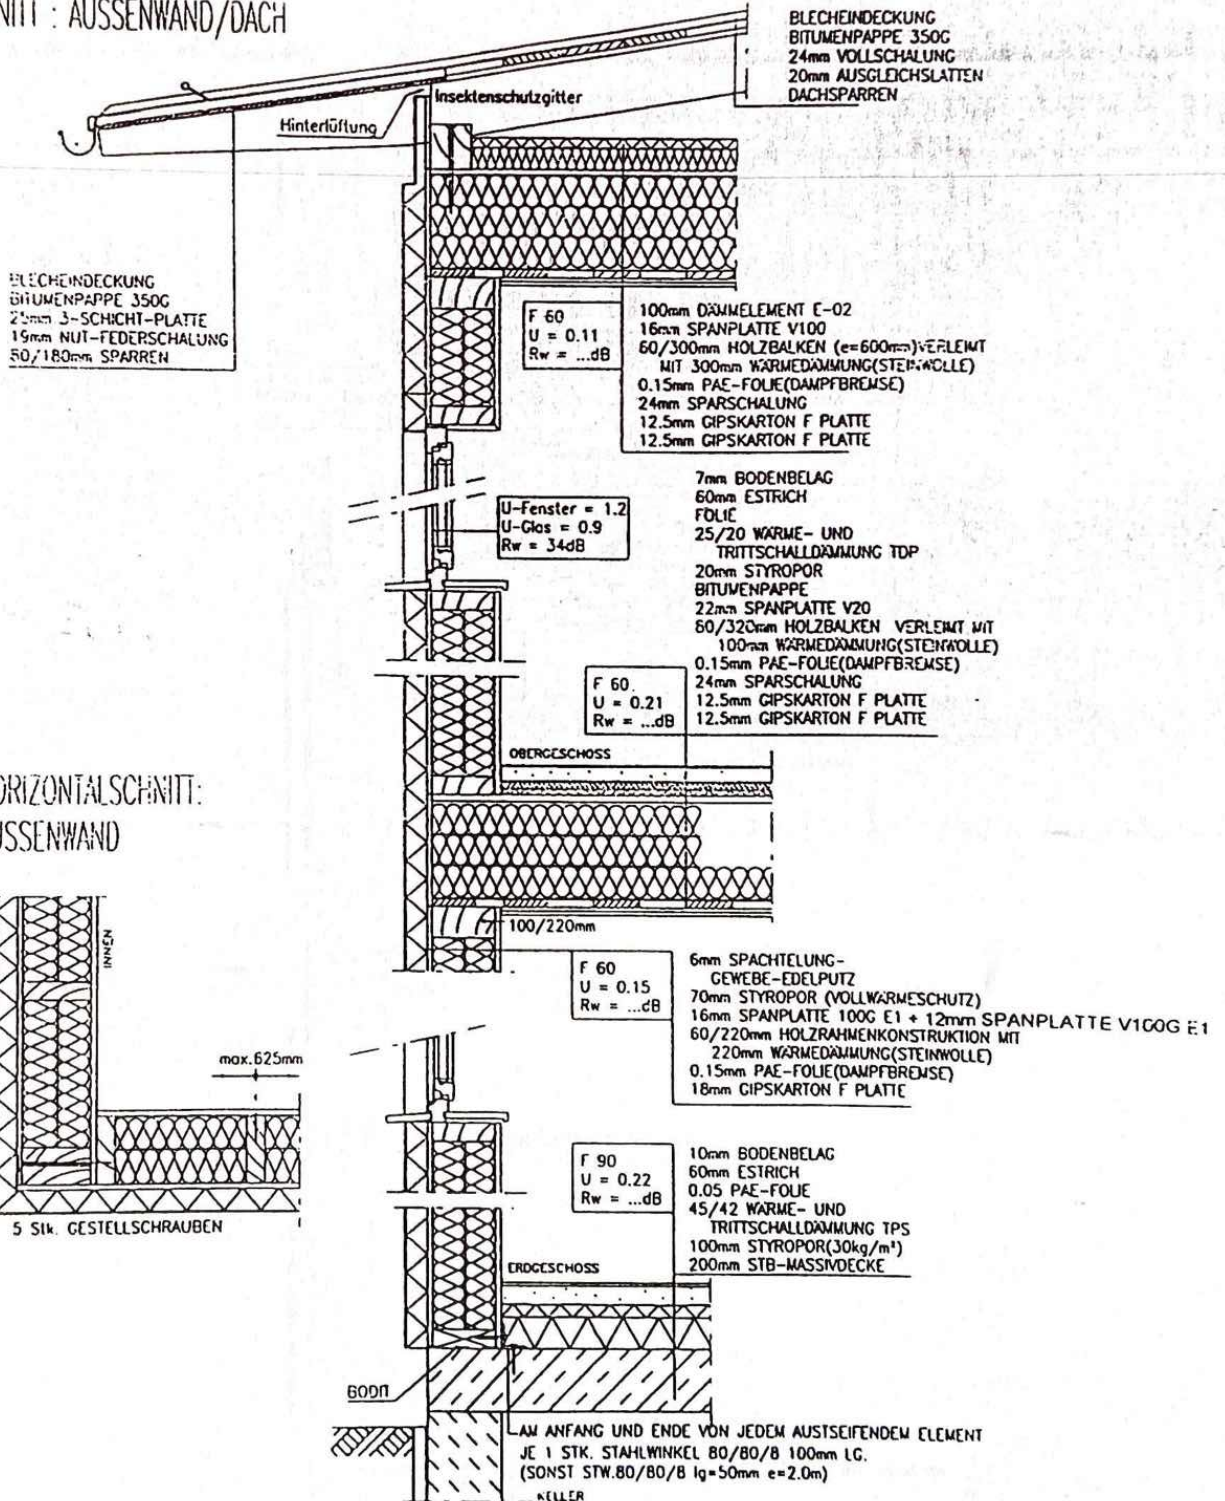 NITT : AUSSENWAND/DACH
BLECHEINDECKUNG
BITUMENPAPPE 350G
24mm VOLLSCHALUNG
20mm AUSGLEICHSLATTEN
DACHSPARREN
Insektenschutzgitter
Hinterlüftung
BLECHEINDECKUNG
BITUMENPAPPE 350G
25mm 3-SCHICHT-PLATTE
19mm NUT-FEDERSCHALUNG
80/180mm SPARREN
F 60
U = 0.11
Rw = ...dB
100mm DÄMMELEMENT E-02
16mm SPANPLATTE V100
60/300mm HOLZBALKEN (e=600mm)VERLEIMT
MIT 300mm WÄRMEDÄMMUNG(STEINWOLLE)
0.15mm PAE-FOLIE(DAMPFBREMSE)
24mm SPARSCHALUNG
12.5mm GIPSKARTON F PLATTE
12.5mm GIPSKARTON F PLATTE
U-Fenster = 1.2
U-Glas = 0.9
Rw = 34dB
7mm BODENBELAG
60mm ESTRICH
FOLIE
25/20 WÄRME- UND
TRITTSCHALLDÄMMUNG TDP
20mm STYROPOR
BITUMENPAPPE
22mm SPANPLATTE V20
60/320mm HOLZBALKEN VERLEIMT MIT
100mm WÄRMEDÄMMUNG(STEINWOLLE)
0.15mm PAE-FOLIE(DAMPFBREMSE)
24mm SPARSCHALUNG
12.5mm GIPSKARTON F PLATTE
12.5mm GIPSKARTON F PLATTE
F 60
U = 0.21
Rw = ...dB
OBERGESCHOSS
ORIZONTALSCHNITT:
USSENWAND
INNEN
max.625mm
5 Stk. GESTELLSCHRAUBEN
100/220mm
F 60
U = 0.15
Rw = ...dB
6mm SPACHTELUNG-
GEWEBE-EDELPUTZ
70mm STYROPOR (VOLLWÄRMESCHUTZ)
16mm SPANPLATTE 100G E1 + 12mm SPANPLATTE V100G E1
60/220mm HOLZRAHMENKONSTRUKTION MIT
220mm WÄRMEDÄMMUNG(STEINWOLLE)
0.15mm PAE-FOLIE(DAMPFBREMSE)
18mm GIPSKARTON F PLATTE
F 90
U = 0.22
Rw = ...dB
10mm BODENBELAG
60mm ESTRICH
0.05 PAE-FOLIE
45/42 WÄRME- UND
TRITTSCHALLDÄMMUNG TPS
100mm STYROPOR(30kg/m³)
200mm STB-MASSIVDECKE
ERDGESCHOSS
AM ANFANG UND ENDE VON JEDEM AUSTSEIFENDEM ELEMENT
JE 1 STK. STAHLWINKEL 80/80/8 100mm LG.
(SONST STW.80/80/8 lg=50mm e=2.0m)
KELLER